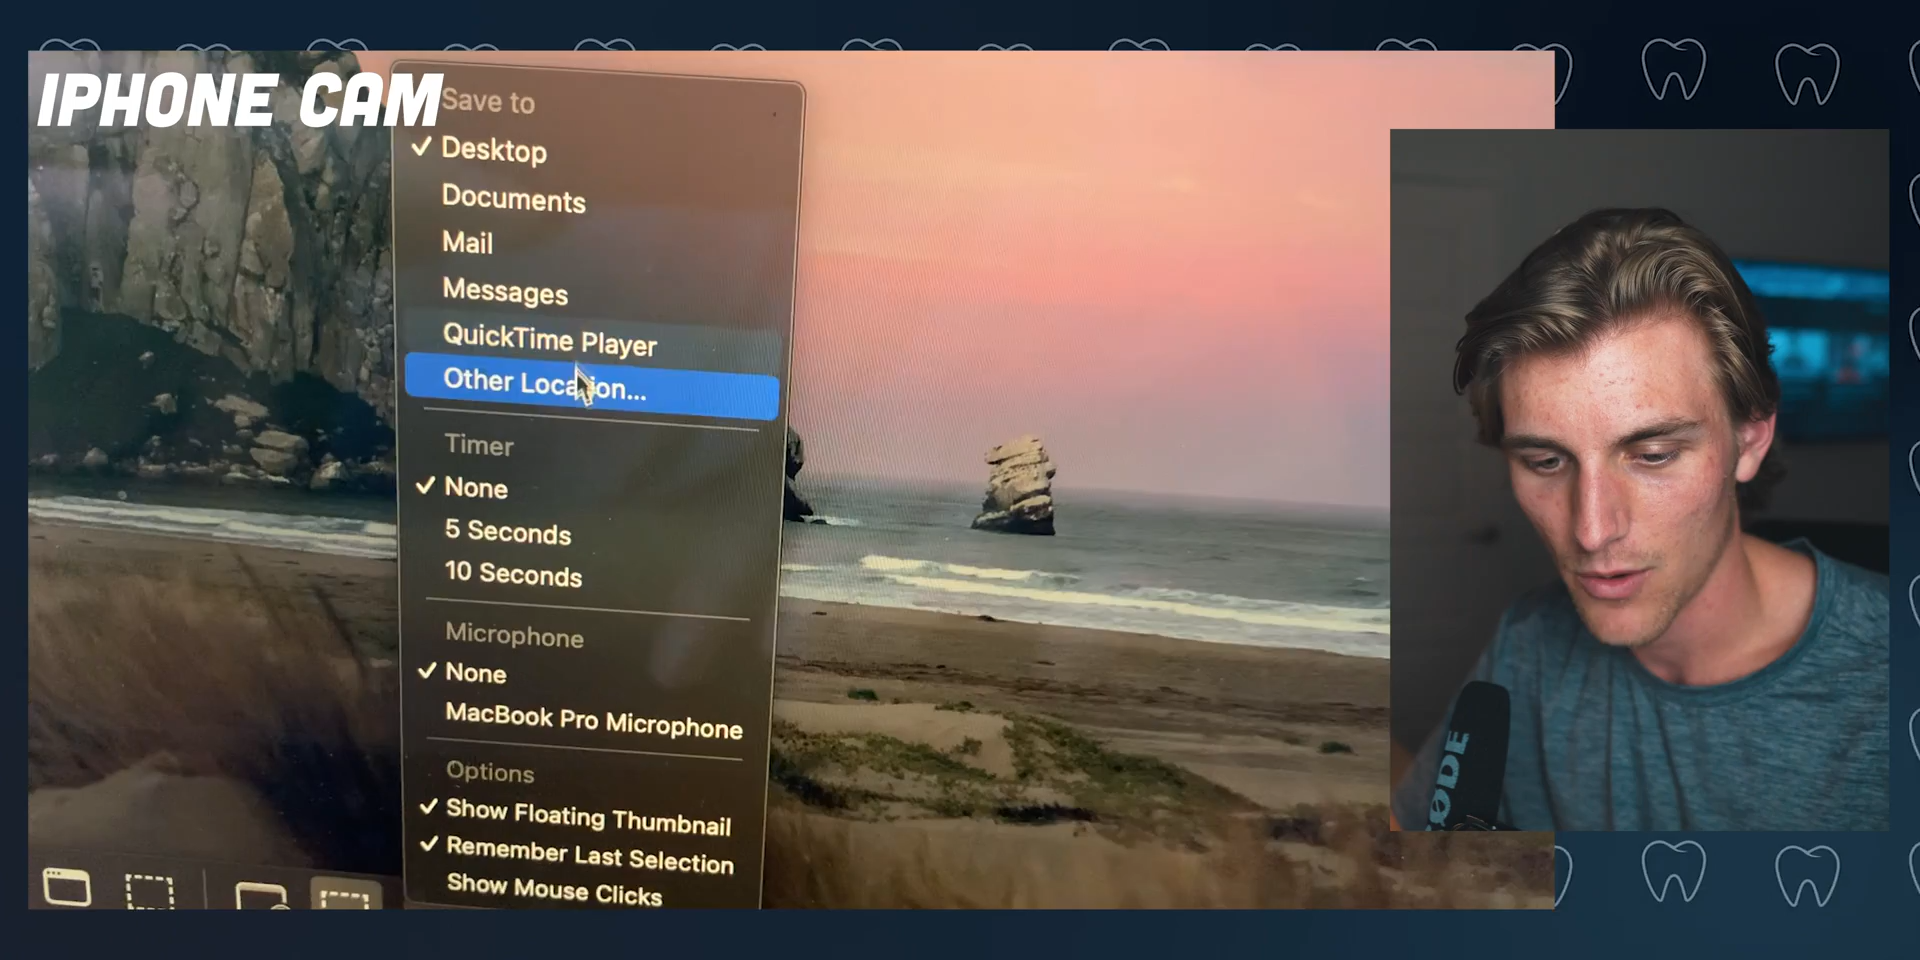 IPHONE CAM
Save to
Desktop
Documents
Mail
Messages
QuickTime Player
Other Location...
Timer
None
5 Seconds
10 Seconds
Microphone
None
MacBook Pro Microphone
Options
Show Floating Thumbnail
Remember Last Selection
Show Mouse Clicks
RØDE